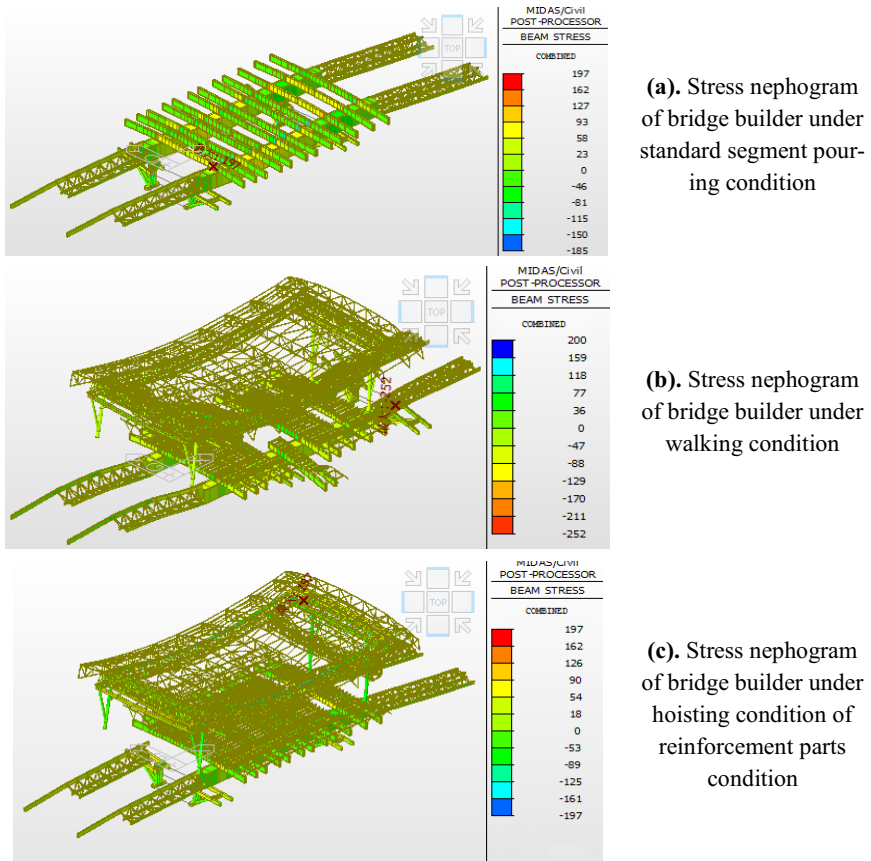 MIDAS/Civil
POST-PROCESSOR
BEAM STRESS
COMBINED
197
162
127
93
58
23
0
-46
-81
-115
-150
-185
TOP
(a). Stress nephogram
of bridge builder under
standard segment pour-
ing condition
MIDAS/Civil
POST-PROCESSOR
BEAM STRESS
COMBINED
200
159
118
77
36
0
-47
-88
-129
-170
-211
-252
TOP
252
(b). Stress nephogram
of bridge builder under
walking condition
MIDAS/Civil
POST-PROCESSOR
BEAM STRESS
COMBINED
197
162
126
90
54
18
0
-53
-89
-125
-161
-197
TOP
(c). Stress nephogram
of bridge builder under
hoisting condition of
reinforcement parts
condition